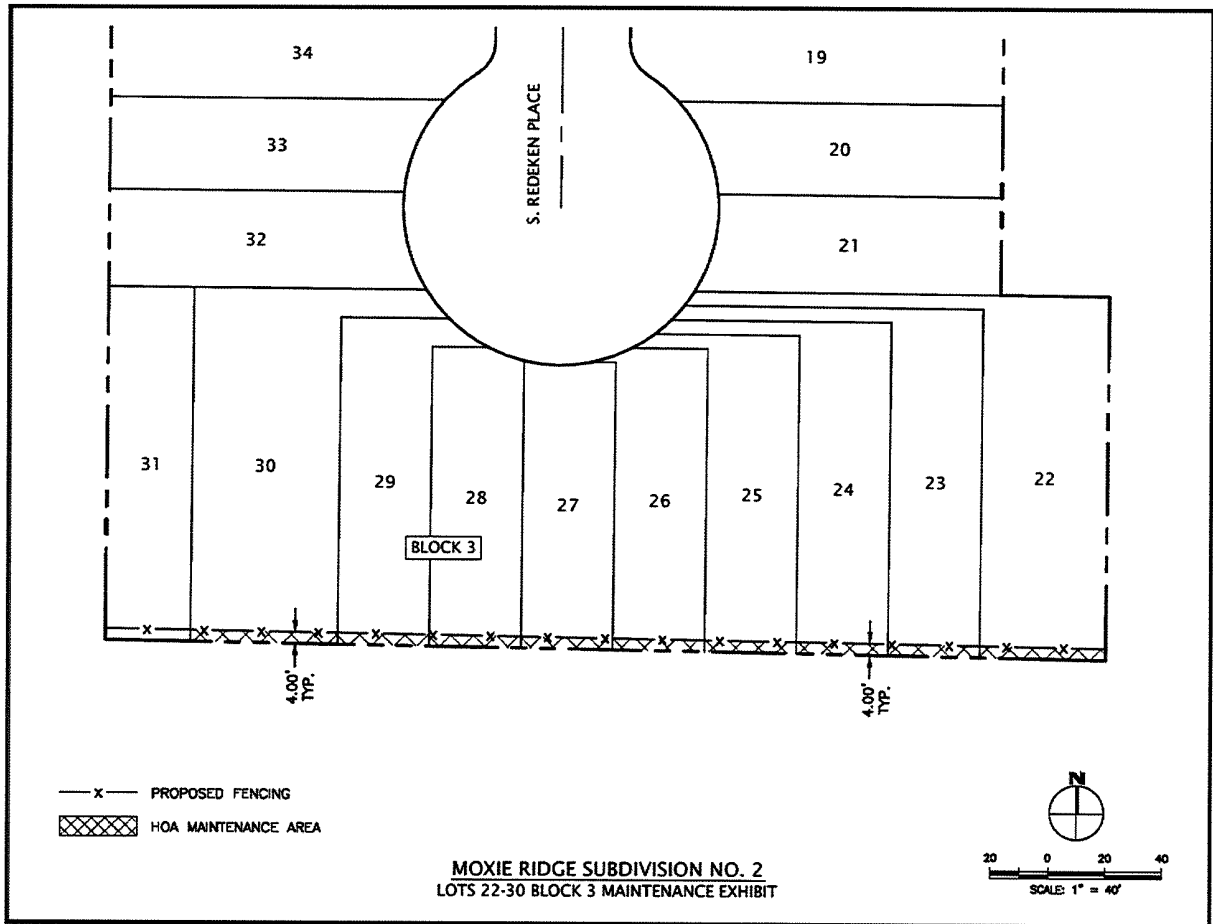 34
19
33
S. REDEKEN PLACE
20
32
21
31
30
29
28
27
26
25
24
23
22
BLOCK 3
x x x x x x x x x x x x x x x x x
4.00'
TYP.
4.00'
TYP.
x PROPOSED FENCING
HOA MAINTENANCE AREA
N
20 0 20 40
SCALE: 1" = 40'
MOXIE RIDGE SUBDIVISION NO. 2
LOTS 22-30 BLOCK 3 MAINTENANCE EXHIBIT